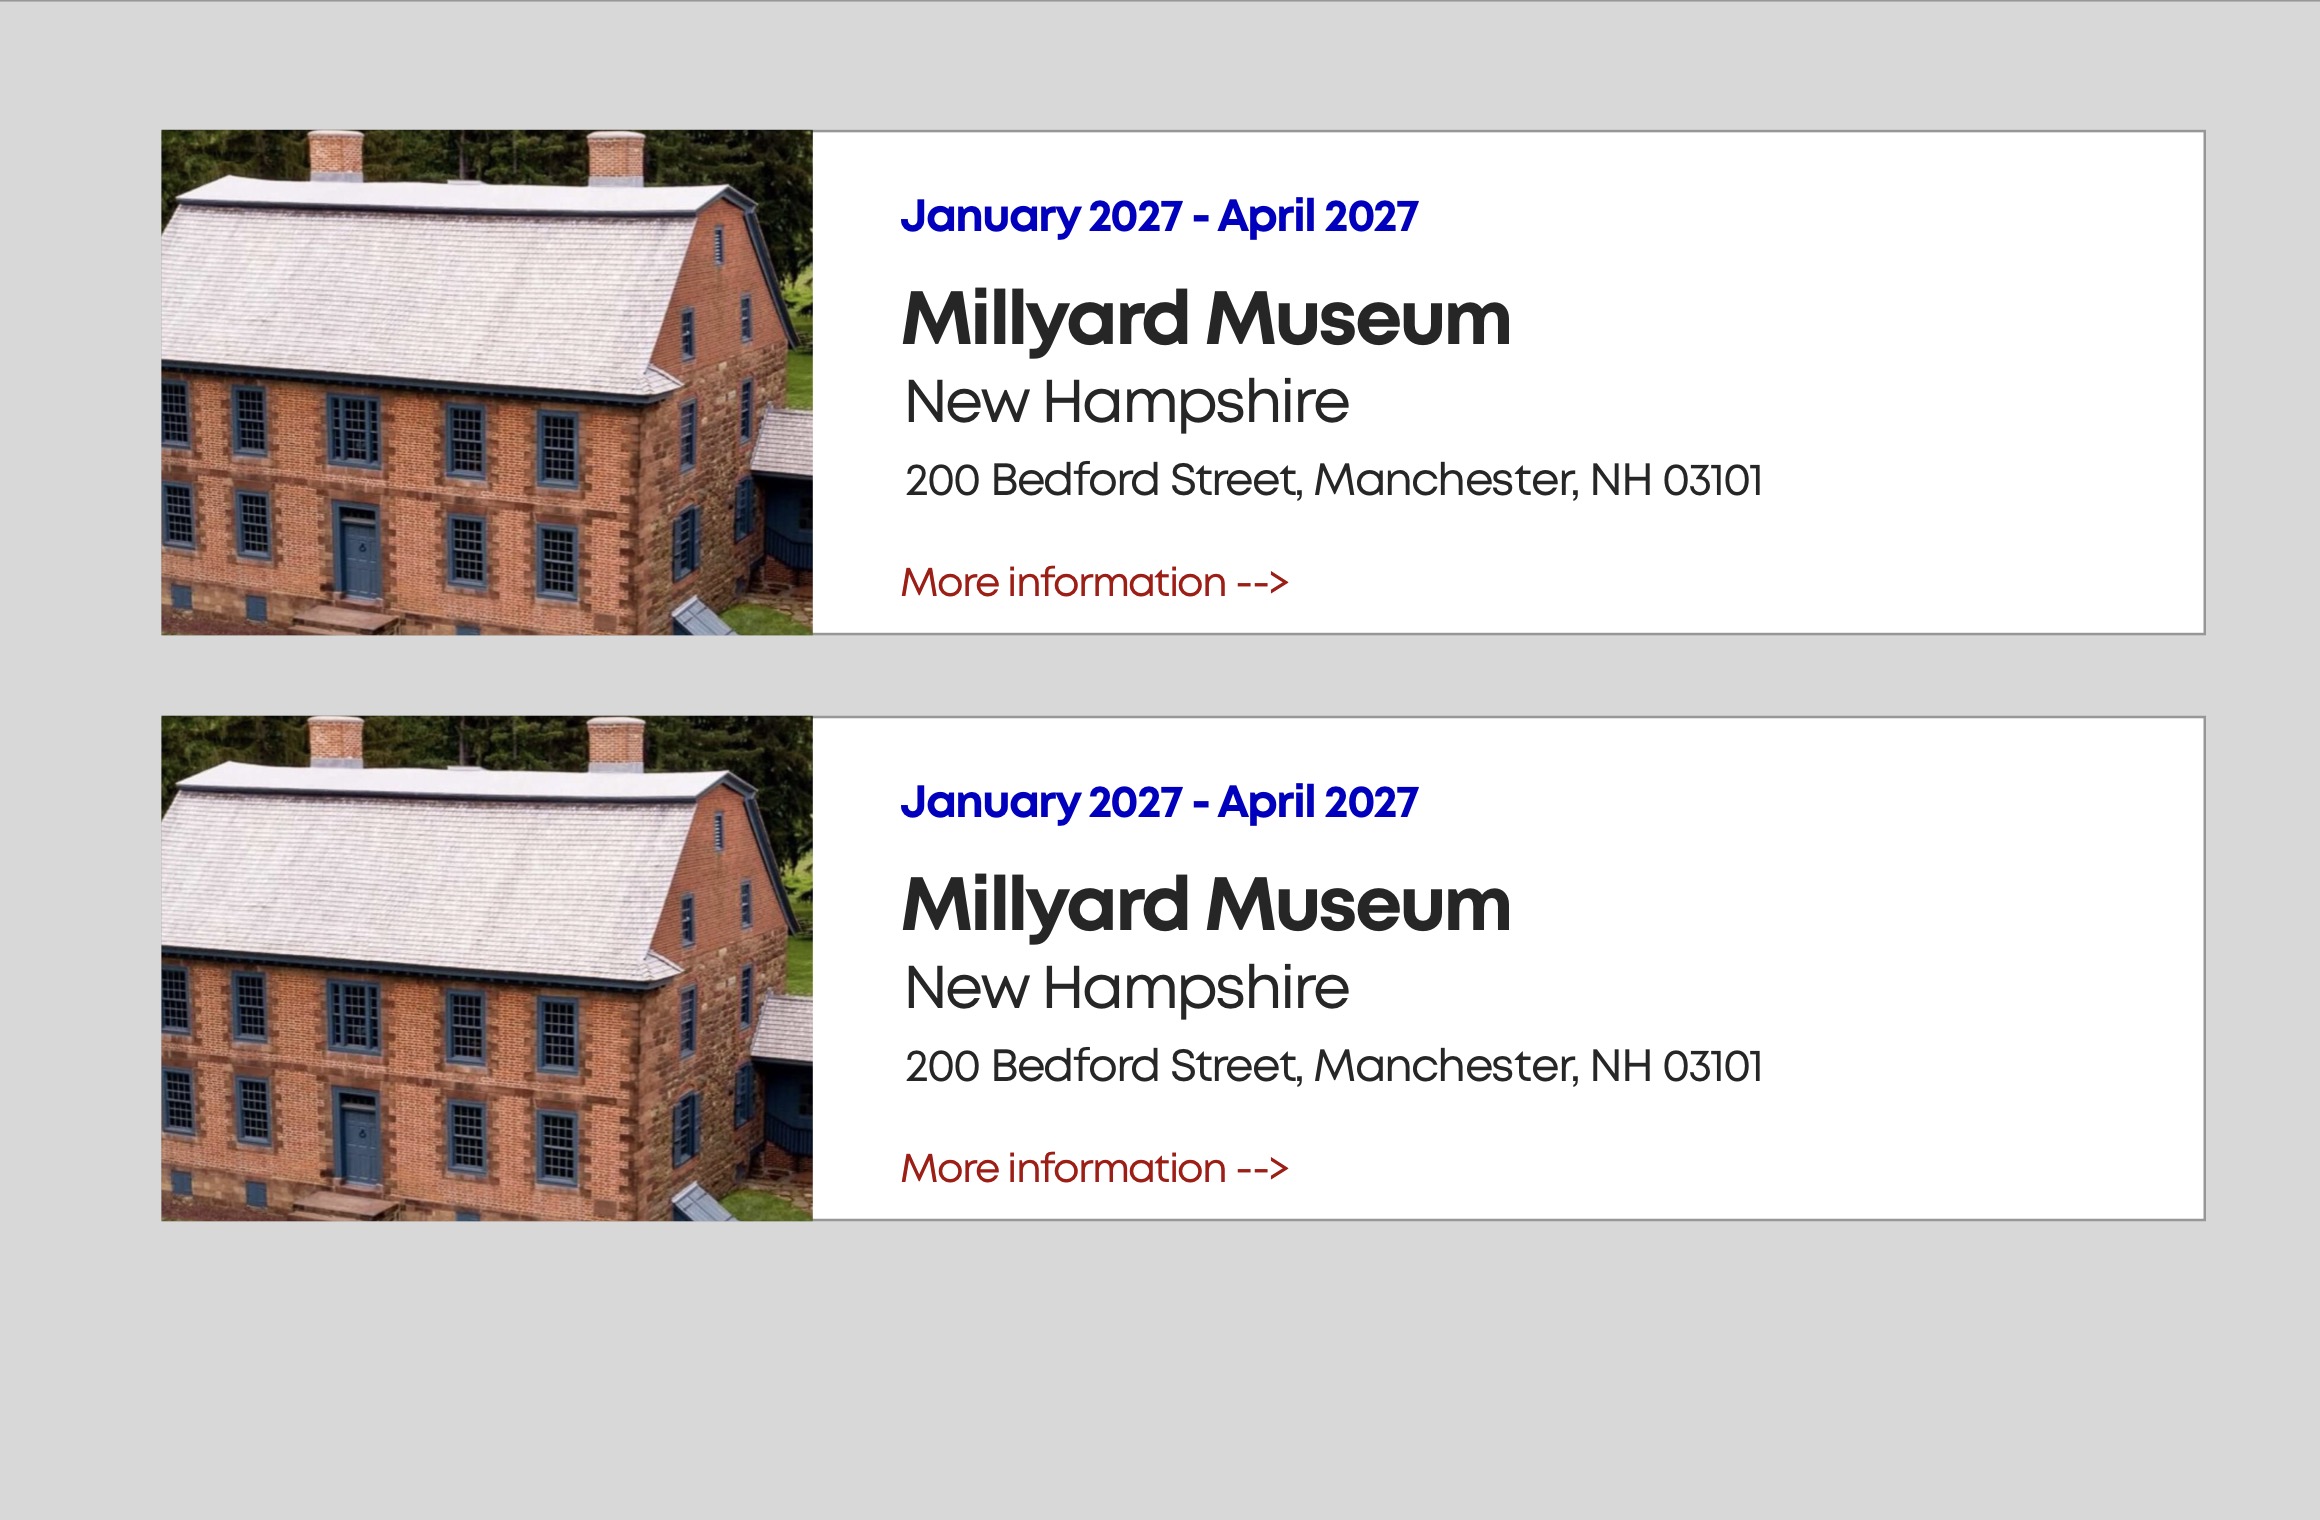 January 2027 - April 2027
Millyard Museum
New Hampshire
200 Bedford Street, Manchester, NH 03101
More information -->
January 2027 - April 2027
Millyard Museum
New Hampshire
200 Bedford Street, Manchester, NH 03101
More information -->